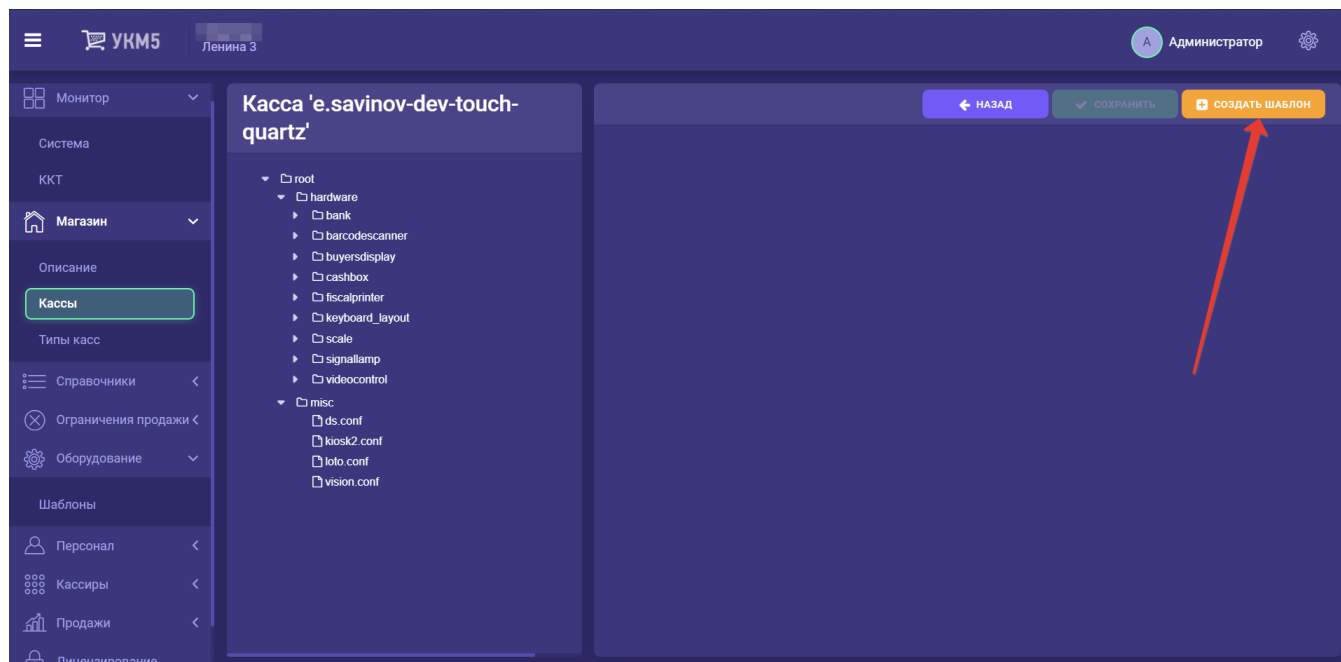 УКМ5
Ленина 3
А
Администратор
Монитор
Система
ККТ
Магазин
Описание
Кассы
Типы касс
Справочники
Ограничения продажи
Оборудование
Шаблоны
Персонал
Кассиры
Продажи
Лицензирование
Касса 'e.savinov-dev-touch-
quartz'
root
hardware
bank
barcodescanner
buyersdisplay
cashbox
fiscalprinter
keyboard_layout
scale
signallamp
videocontrol
misc
ds.conf
kiosk2.conf
loto.conf
vision.conf
НАЗАД
СОХРАНИТЬ
СОЗДАТЬ ШАБЛОН